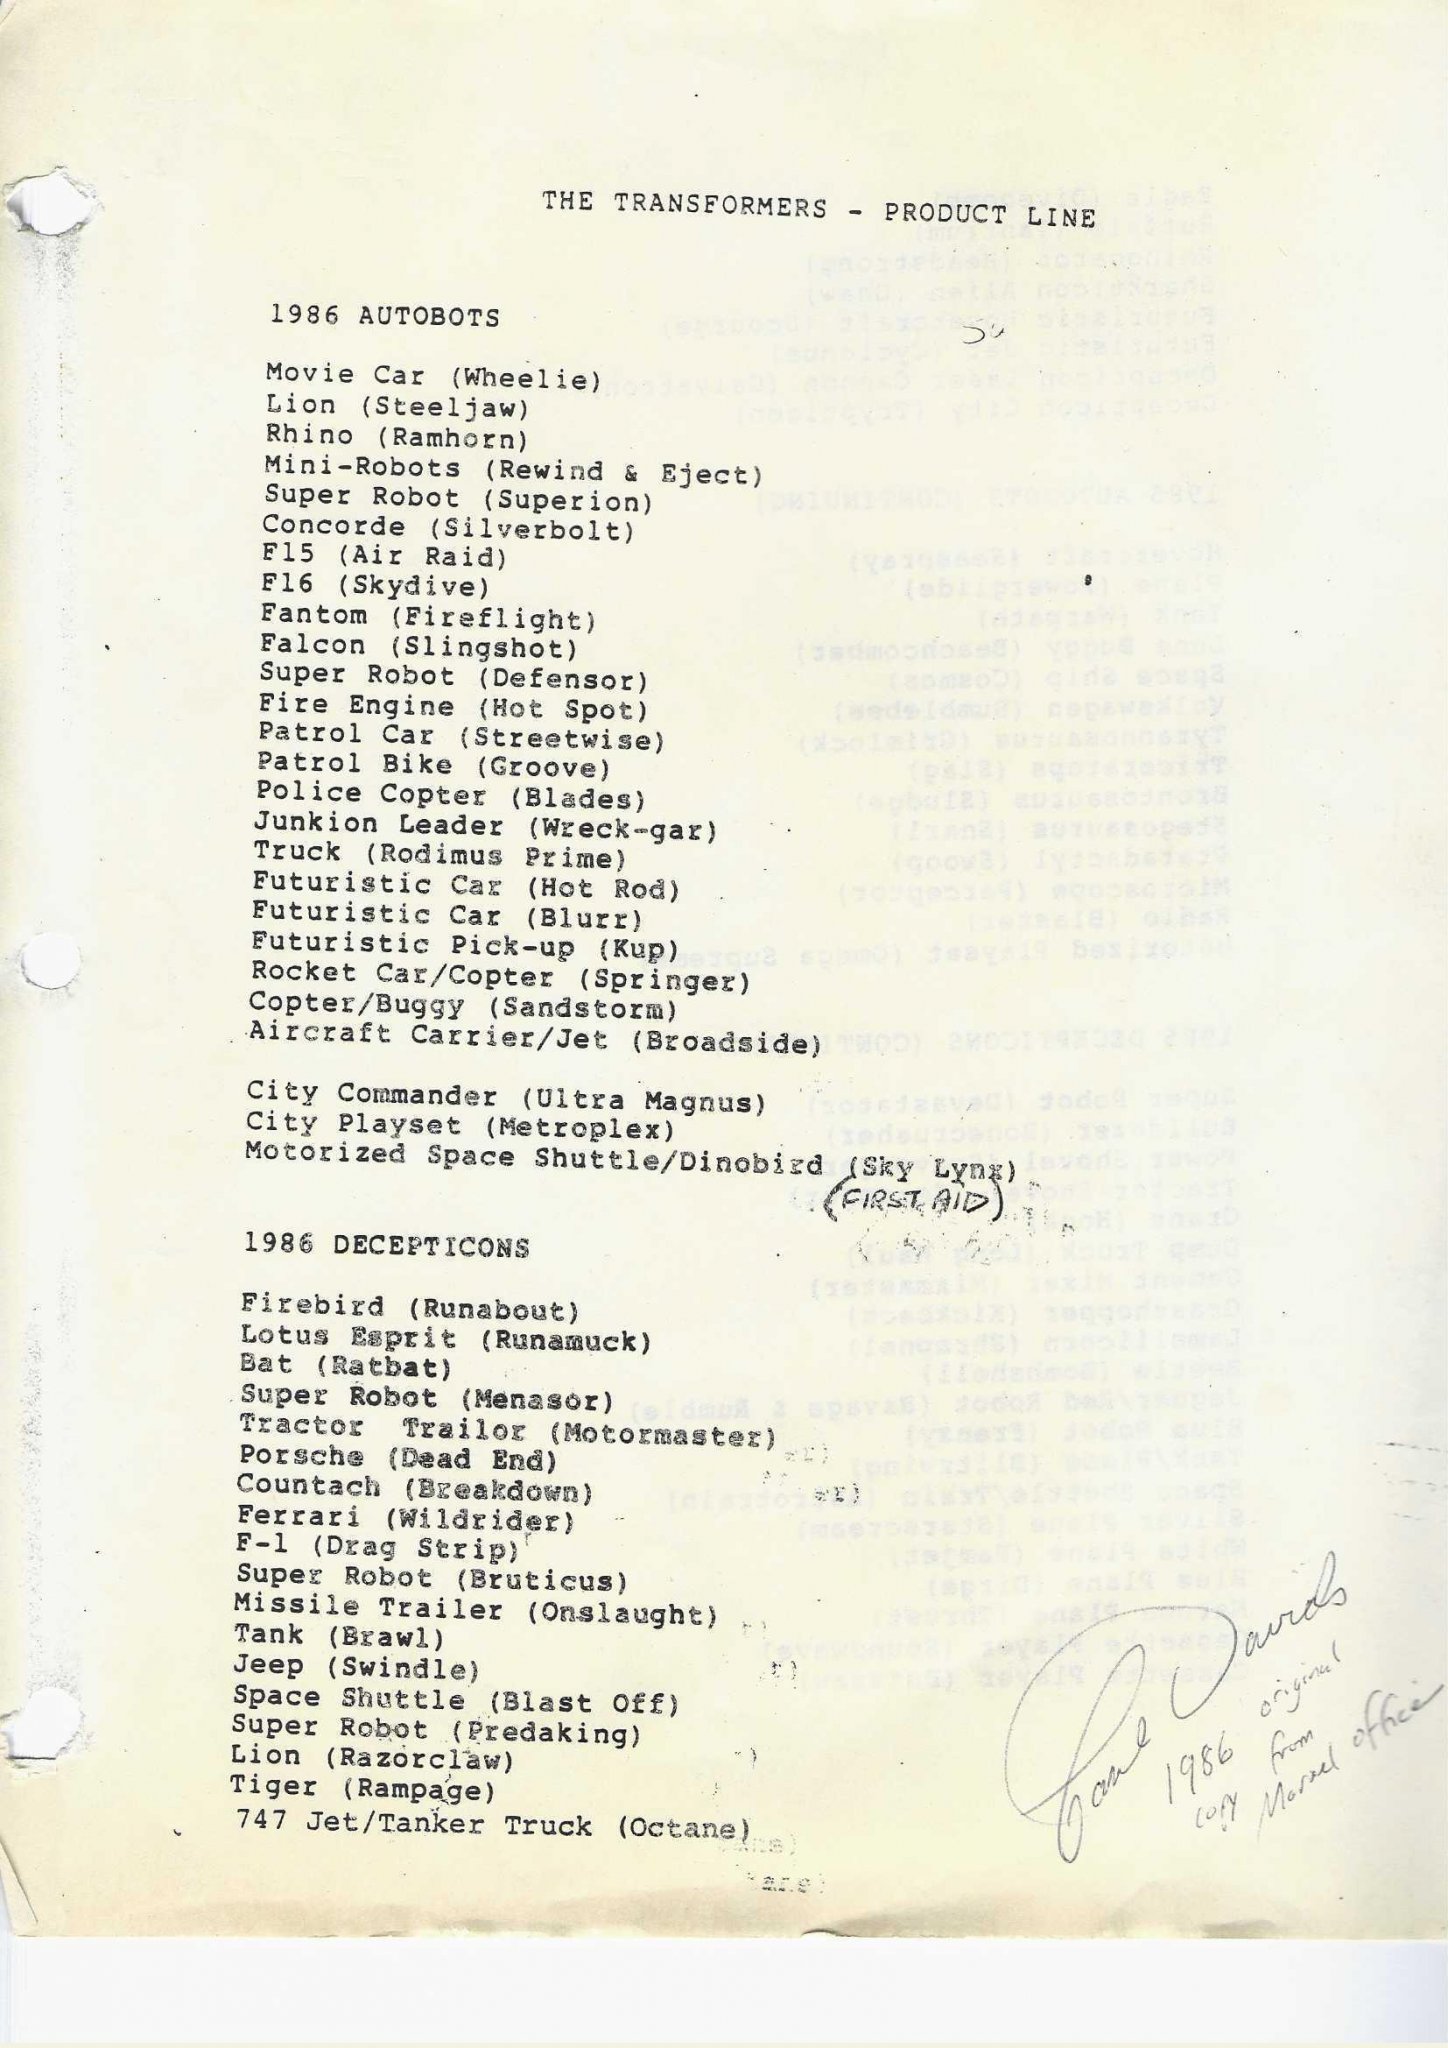 THE TRANSFORMERS - PRODUCT LINE
1986 AUTOBOTS
Movie Car (Wheelie)
Lion (Steeljaw)
Rhino (Ramhorn)
Mini-Robots (Rewind & Eject)
Super Robot (Superion)
Concorde (Silverbolt)
F15 (Air Raid)
F16 (Skydive)
Fantom (Fireflight)
Falcon (Slingshot)
Super Robot (Defensor)
Fire Engine (Hot Spot)
Patrol Car (Streetwise)
Patrol Bike (Groove)
Police Copter (Blades)
Junkion Leader (Wreck-gar)
Truck (Rodimus Prime)
Futuristic Car (Hot Rod)
Futuristic Car (Blurr)
Futuristic Pick-up (Kup)
Rocket Car/Copter (Springer)
Copter/Buggy (Sandstorm)
Aircraft Carrier/Jet (Broadside)
City Commander (Ultra Magnus)
City Playset (Metroplex)
Motorized Space Shuttle/Dinobird (Sky Lynx)
(FIRST AID)
1986 DECEPTICONS
Firebird (Runabout)
Lotus Esprit (Runamuck)
Bat (Ratbat)
Super Robot (Menasor)
Tractor Trailor (Motormaster)
Porsche (Dead End)
Countach (Breakdown)
Ferrari (Wildrider)
F-1 (Drag Strip)
Super Robot (Bruticus)
Missile Trailer (Onslaught)
Tank (Brawl)
Jeep (Swindle)
Space Shuttle (Blast Off)
Super Robot (Predaking)
Lion (Razorclaw)
Tiger (Rampage)
747 Jet/Tanker Truck (Octane)
Paul Davids
1986 original
copy from
Marvel office